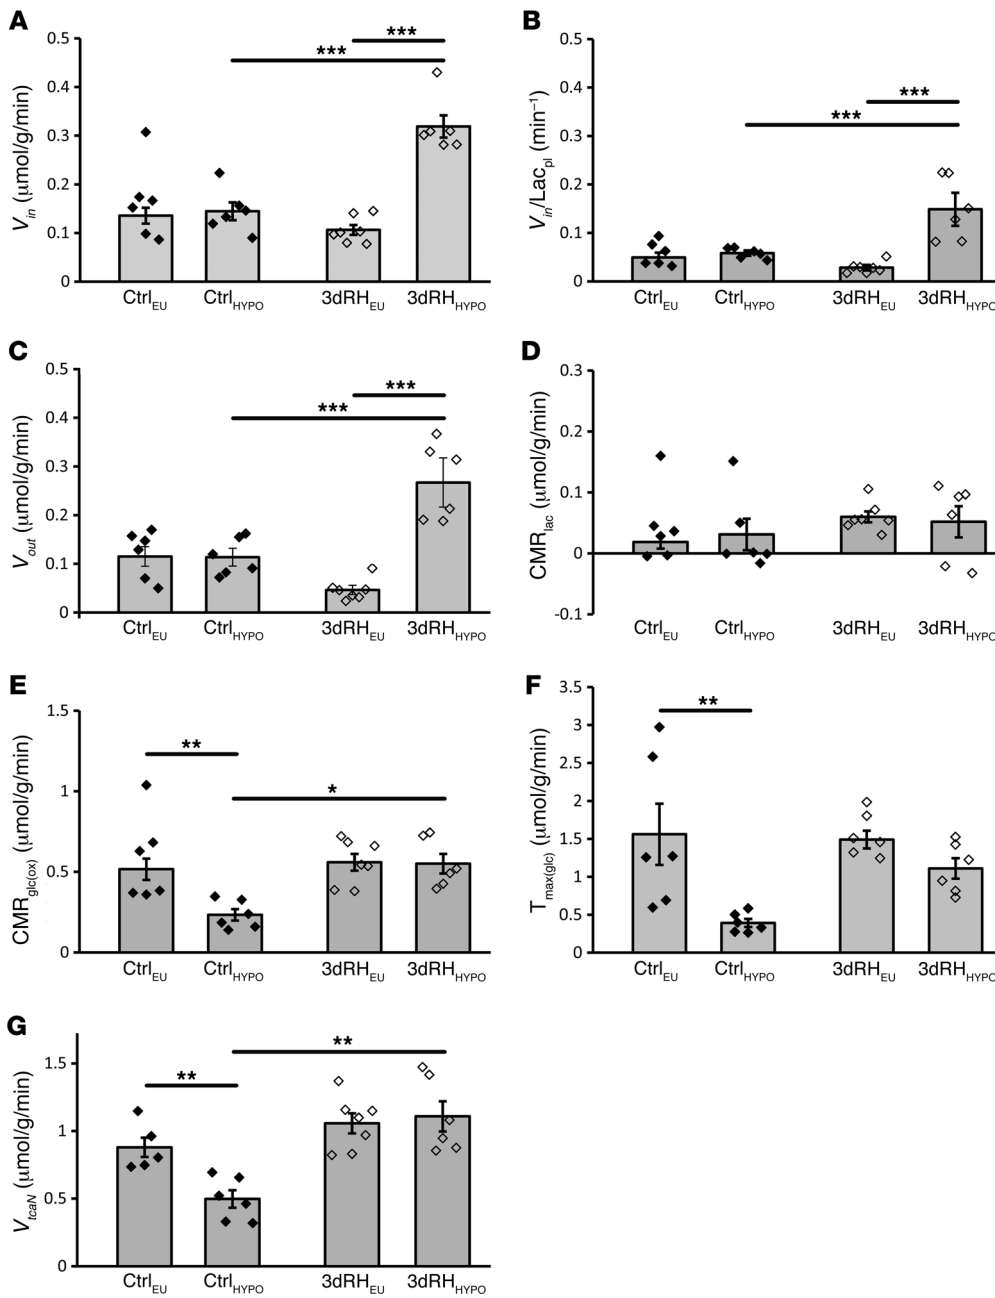 A
V_in (μmol/g/min)
0.5
0.4
0.3
0.2
0.1
0
***
***
Ctrl_EU Ctrl_HYPO 3dRH_EU 3dRH_HYPO
B
V_in/Lac_pl (min⁻¹)
0.5
0.4
0.3
0.2
0.1
0
***
***
Ctrl_EU Ctrl_HYPO 3dRH_EU 3dRH_HYPO
C
V_out (μmol/g/min)
0.5
0.4
0.3
0.2
0.1
0
***
***
Ctrl_EU Ctrl_HYPO 3dRH_EU 3dRH_HYPO
D
CMR_lac (μmol/g/min)
0.3
0.2
0.1
0
-0.1
Ctrl_EU Ctrl_HYPO 3dRH_EU 3dRH_HYPO
E
CMR_glc(ox) (μmol/g/min)
1.5
1
0.5
0
**
*
Ctrl_EU Ctrl_HYPO 3dRH_EU 3dRH_HYPO
F
T_max(glc) (μmol/g/min)
3.5
3
2.5
2
1.5
1
0.5
0
**
Ctrl_EU Ctrl_HYPO 3dRH_EU 3dRH_HYPO
G
V_tcaN (μmol/g/min)
1.5
1
0.5
0
**
**
Ctrl_EU Ctrl_HYPO 3dRH_EU 3dRH_HYPO